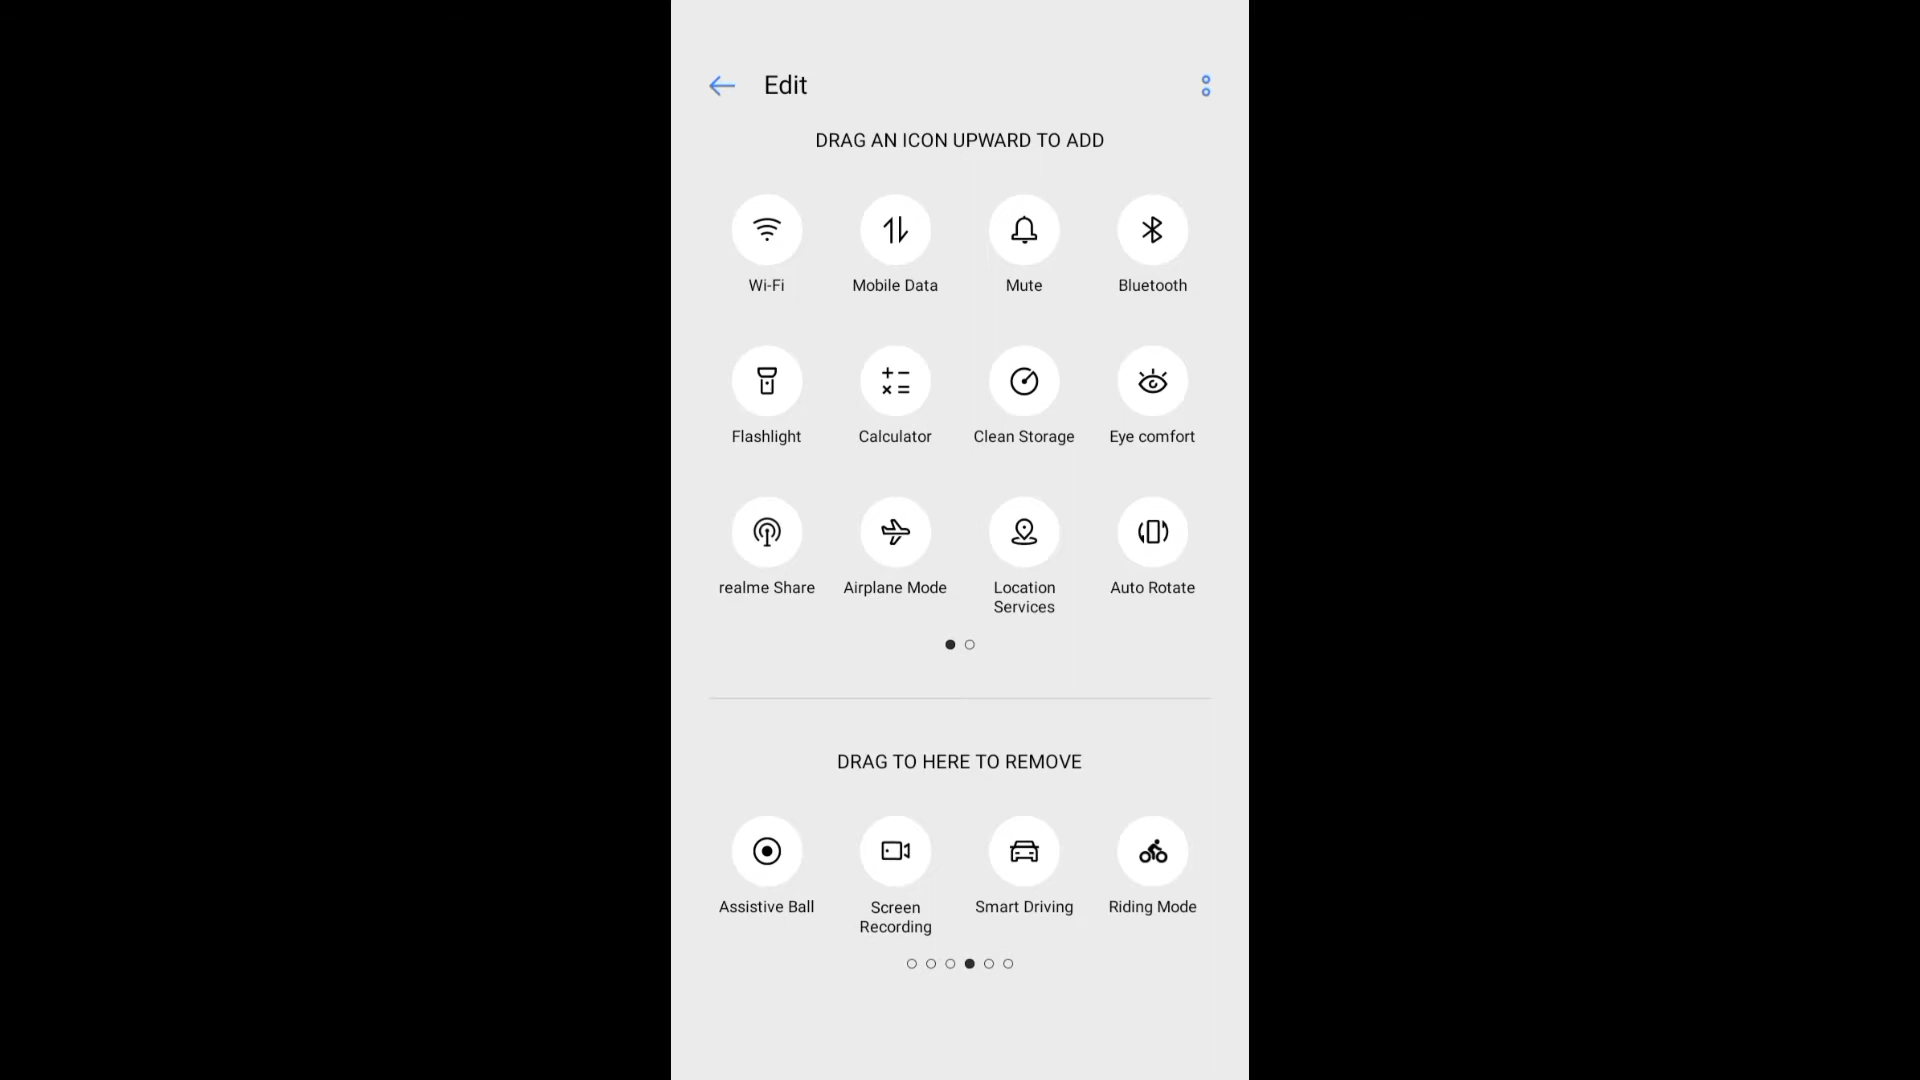 Edit
DRAG AN ICON UPWARD TO ADD
Wi-Fi
Mobile Data
Mute
Bluetooth
Flashlight
Calculator
Clean Storage
Eye comfort
realme Share
Airplane Mode
Location
Services
Auto Rotate
DRAG TO HERE TO REMOVE
Assistive Ball
Screen
Recording
Smart Driving
Riding Mode